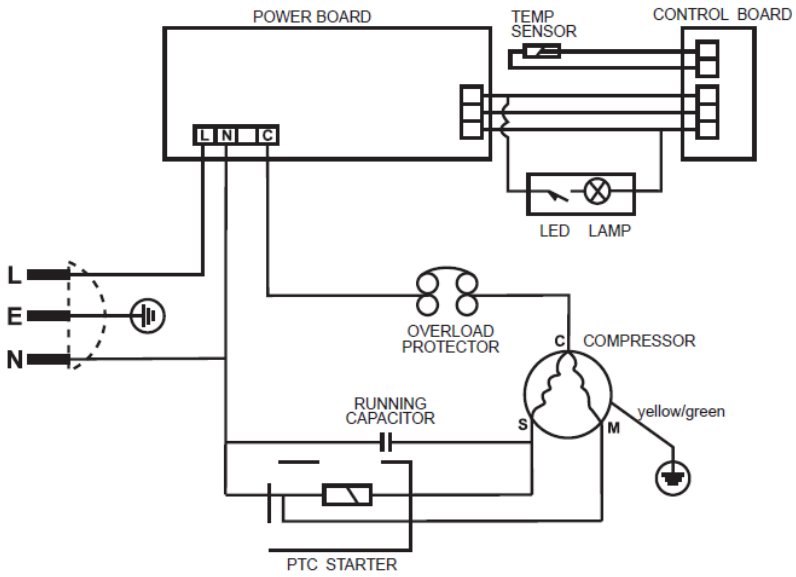 POWER BOARD
TEMP
SENSOR
CONTROL BOARD
L N C
LED LAMP
L
E
N
OVERLOAD
PROTECTOR
C
COMPRESSOR
RUNNING
CAPACITOR
S
M
yellow/green
PTC STARTER